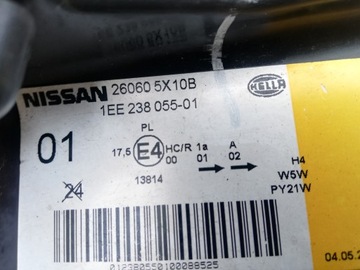 NISSAN 26060 5X10B HELLA
1EE 238 055-01
PL
01 17,5 E4 HC/R 1a A
00 01 02
24 13814 H4
W5W
PY21W
0123805501000898525
04.05.2